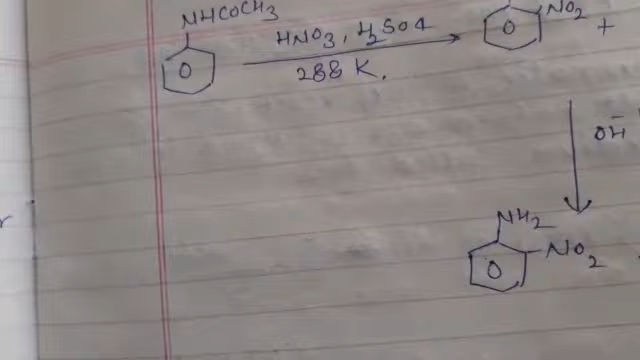 NHCOCH3
HNO3, H2SO4
288 K.
NO2 +
OH⁻
NH2
NO2